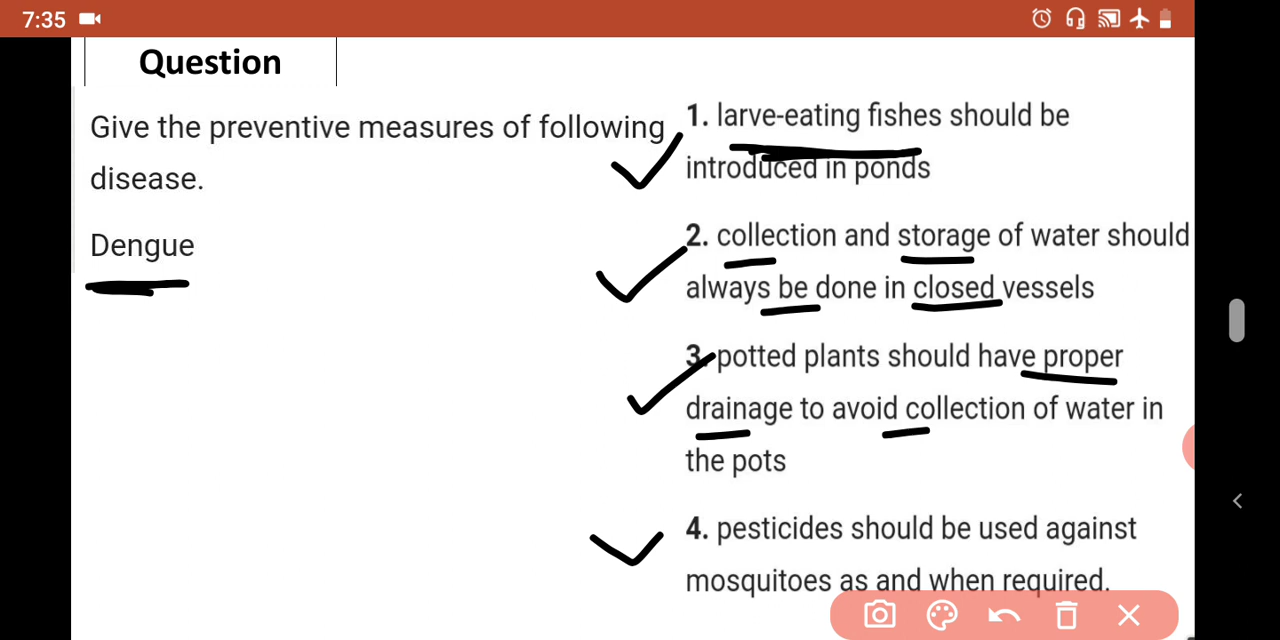 7:35
Question
Give the preventive measures of following
disease.
Dengue
1. larve-eating fishes should be
introduced in ponds
2. collection and storage of water should
always be done in closed vessels
3. potted plants should have proper
drainage to avoid collection of water in
the pots
4. pesticides should be used against
mosquitoes as and when required.